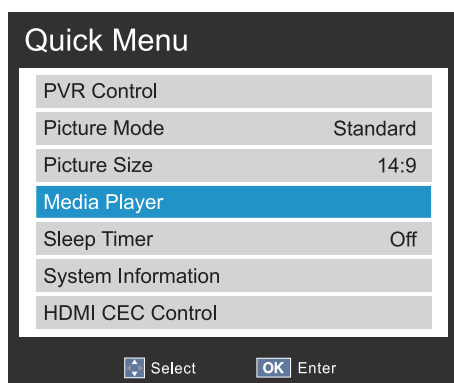 Quick Menu
PVR Control
Picture Mode Standard
Picture Size 14:9
Media Player
Sleep Timer Off
System Information
HDMI CEC Control
Select OK Enter